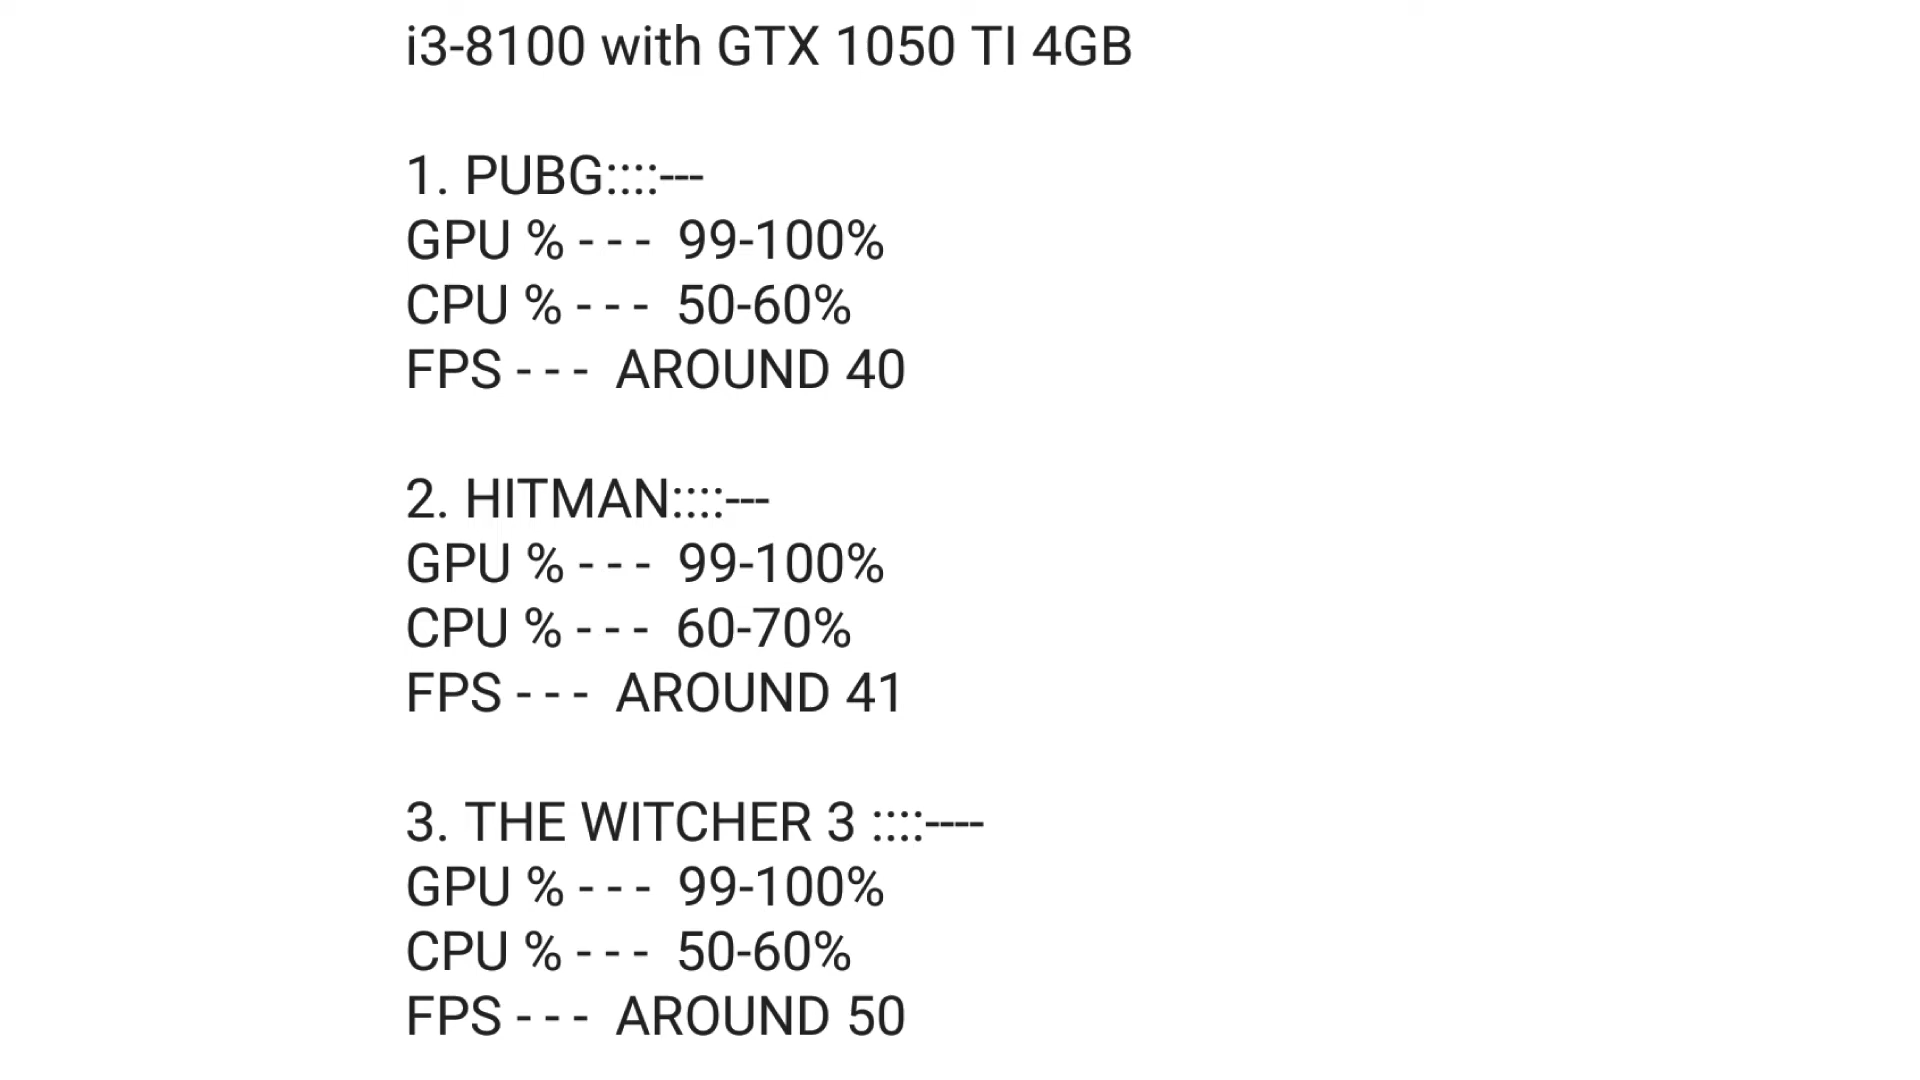 i3-8100 with GTX 1050 TI 4GB
1. PUBG::::---
GPU % - - -  99-100%
CPU % - - -  50-60%
FPS - - -  AROUND 40
2. HITMAN::::---
GPU % - - -  99-100%
CPU % - - -  60-70%
FPS - - -  AROUND 41
3. THE WITCHER 3 ::::----
GPU % - - -  99-100%
CPU % - - -  50-60%
FPS - - -  AROUND 50